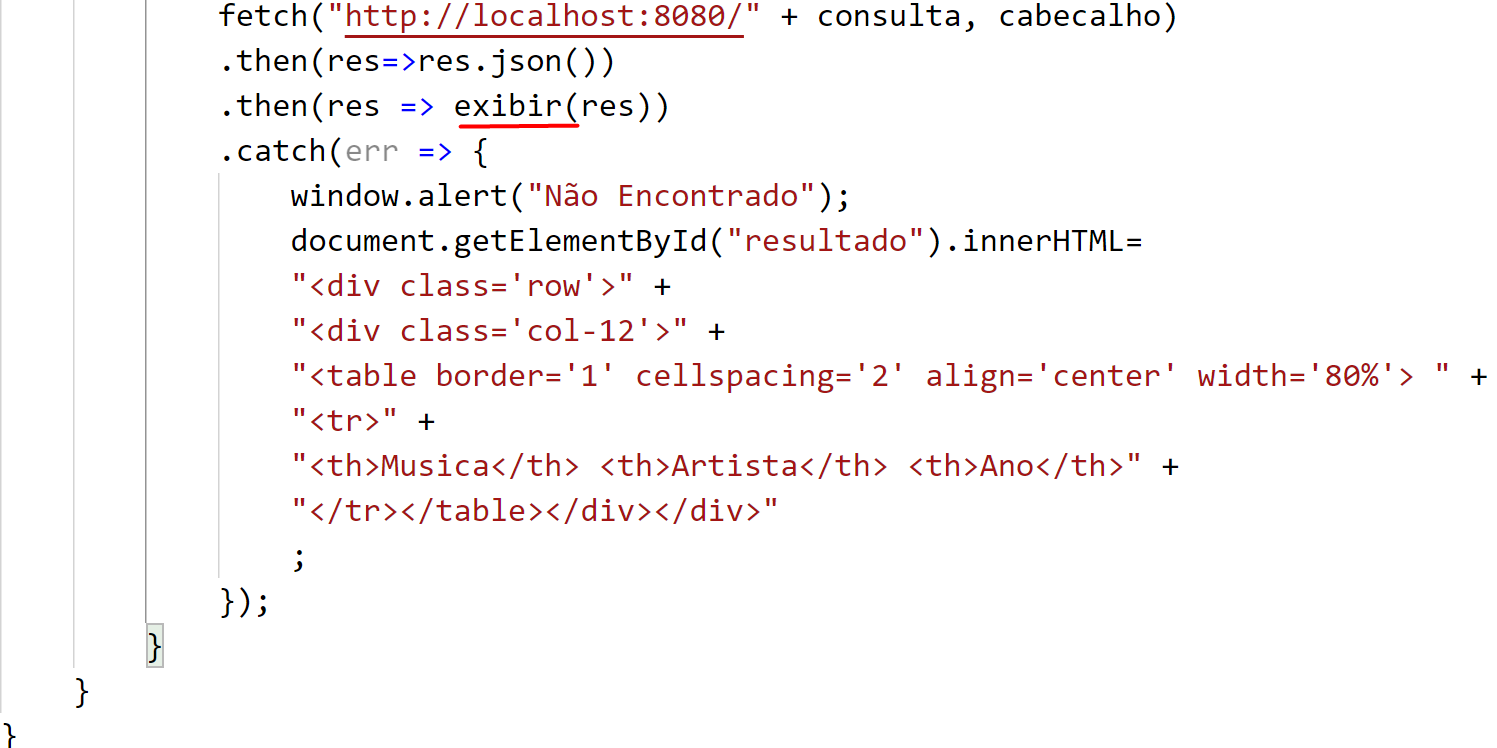 fetch("http://localhost:8080/" + consulta, cabecalho)
.then(res=>res.json())
.then(res => exibir(res))
.catch(err => {
window.alert("Não Encontrado");
document.getElementById("resultado").innerHTML=
"<div class='row'>" +
"<div class='col-12'>" +
"<table border='1' cellspacing='2' align='center' width='80%'> " +
"<tr>" +
"<th>Musica</th> <th>Artista</th> <th>Ano</th>" +
"</tr></table></div></div>"
;
});
}
}
}